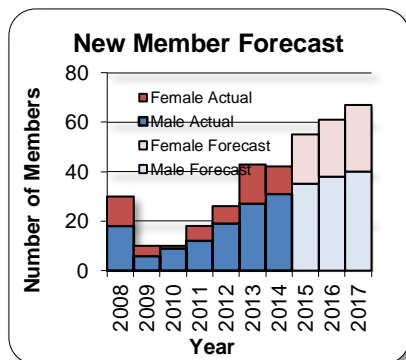 New Member Forecast
Number of Members
80
60
40
20
0
Female Actual
Male Actual
Female Forecast
Male Forecast
2008
2009
2010
2011
2012
2013
2014
2015
2016
2017
Year